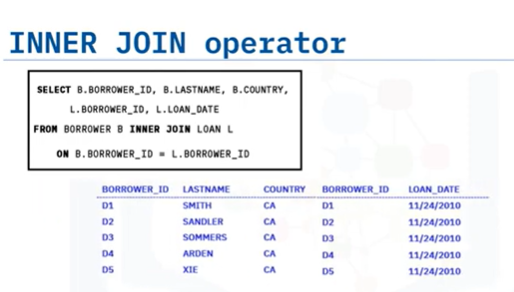 INNER JOIN operator
SELECT B.BORROWER_ID, B.LASTNAME, B.COUNTRY,
L.BORROWER_ID, L.LOAN_DATE
FROM BORROWER B INNER JOIN LOAN L
ON B.BORROWER_ID = L.BORROWER_ID
BORROWER_ID LASTNAME COUNTRY BORROWER_ID LOAN_DATE
D1 SMITH CA D1 11/24/2010
D2 SANDLER CA D2 11/24/2010
D3 SOMMERS CA D3 11/24/2010
D4 ARDEN CA D4 11/24/2010
D5 XIE CA D5 11/24/2010